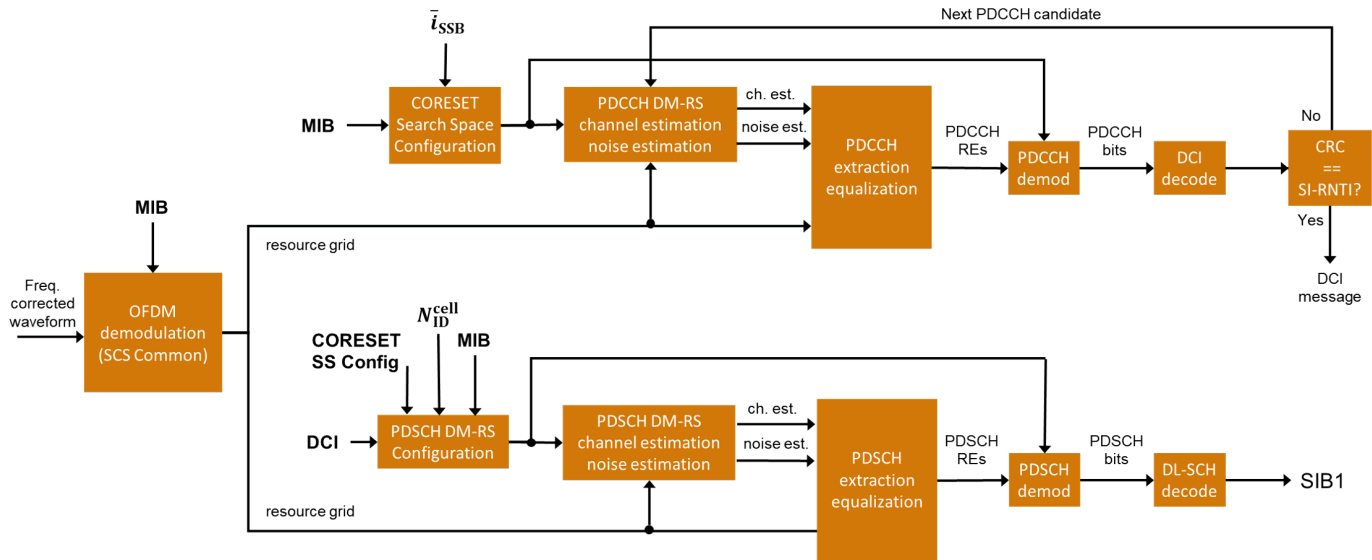 Next PDCCH candidate
i̅SSB
MIB
CORESET
Search Space
Configuration
PDCCH DM-RS
channel estimation
noise estimation
ch. est.
noise est.
PDCCH
extraction
equalization
PDCCH
REs
PDCCH
demod
PDCCH
bits
DCI
decode
No
CRC
==
SI-RNTI?
Yes
DCI
message
MIB
resource grid
Freq.
corrected
waveform
OFDM
demodulation
(SCS Common)
CORESET
SS Config
N_ID^cell
MIB
DCI
PDSCH DM-RS
Configuration
PDSCH DM-RS
channel estimation
noise estimation
ch. est.
noise est.
PDSCH
extraction
equalization
PDSCH
REs
PDSCH
demod
PDSCH
bits
DL-SCH
decode
SIB1
resource grid